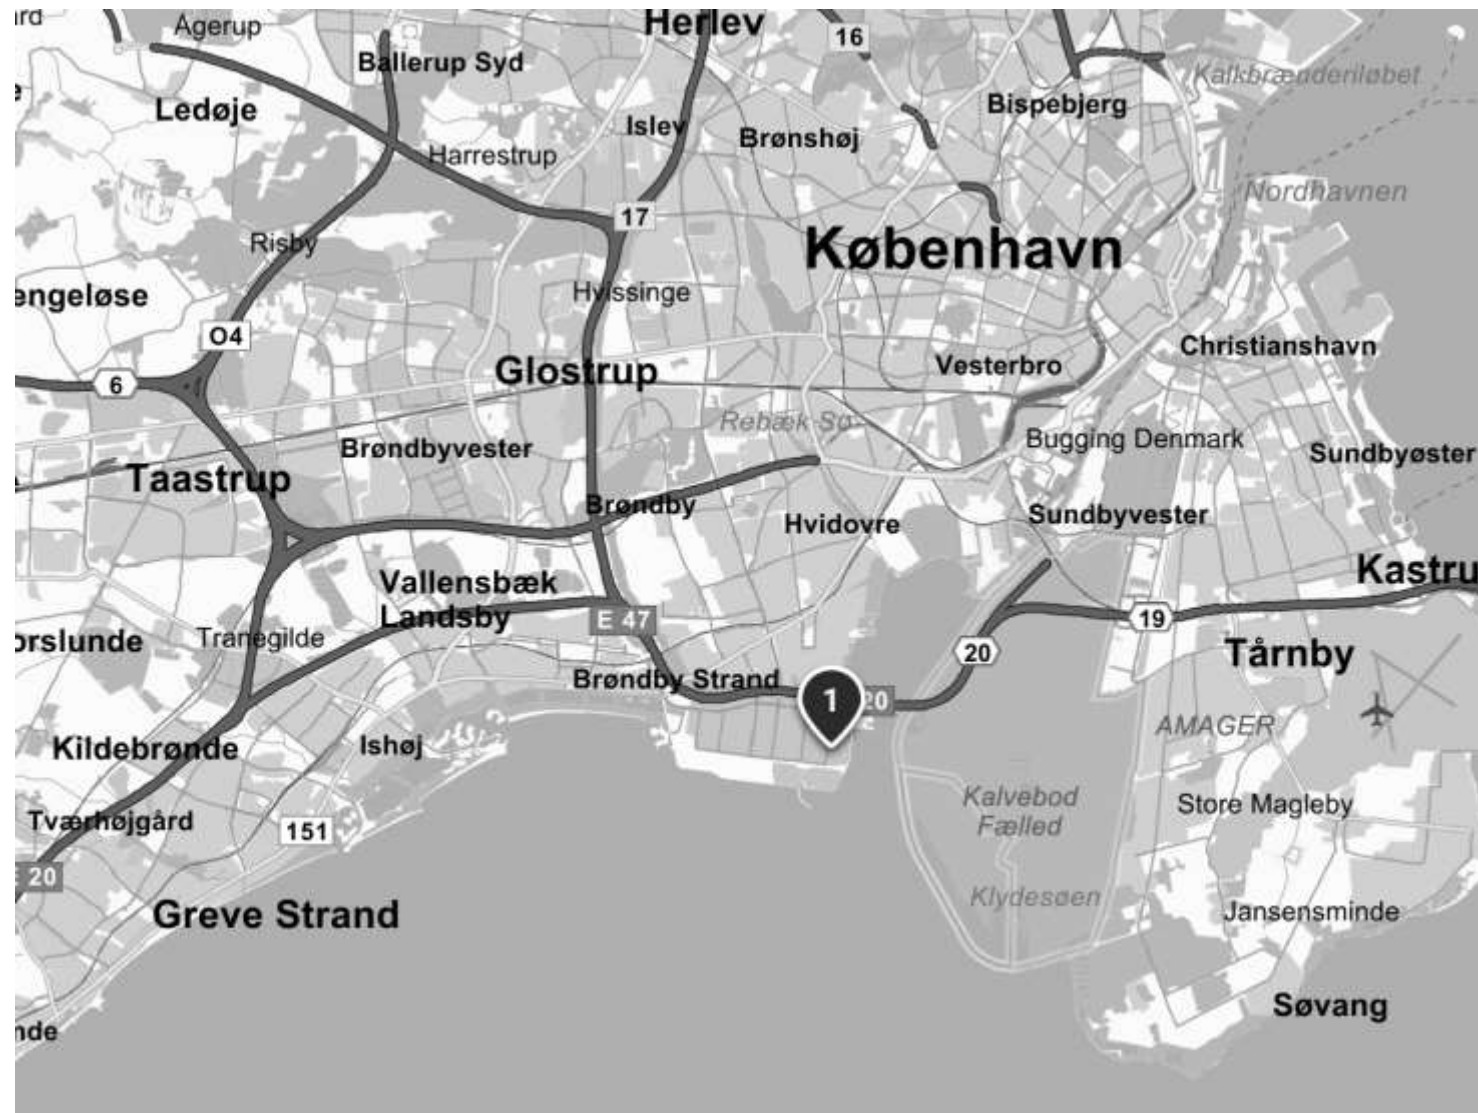 Herlev
Agerup
16
Ballerup Syd
Kalkbrænderiløbet
Ledøje
Bispebjerg
Islev
Brønshøj
Harrestrup
Nordhavnen
17
Risby
København
engeløse
Hvissinge
O4
Christianshavn
6
Glostrup
Vesterbro
Rebæk Sø
Bugging Denmark
Brøndbyvester
Sundbyøster
Taastrup
Brøndby
Hvidovre
Sundbyvester
Kastru
Vallensbæk
Landsby
E 47
19
orslunde
Tranegilde
20
Tårnby
Brøndby Strand
1
20
AMAGER
Kildebrønde
Ishøj
Kalvebod
Fælled
Store Magleby
Tværhøjgård
151
E 20
Klydesøen
Greve Strand
Jansensminde
Søvang
nde